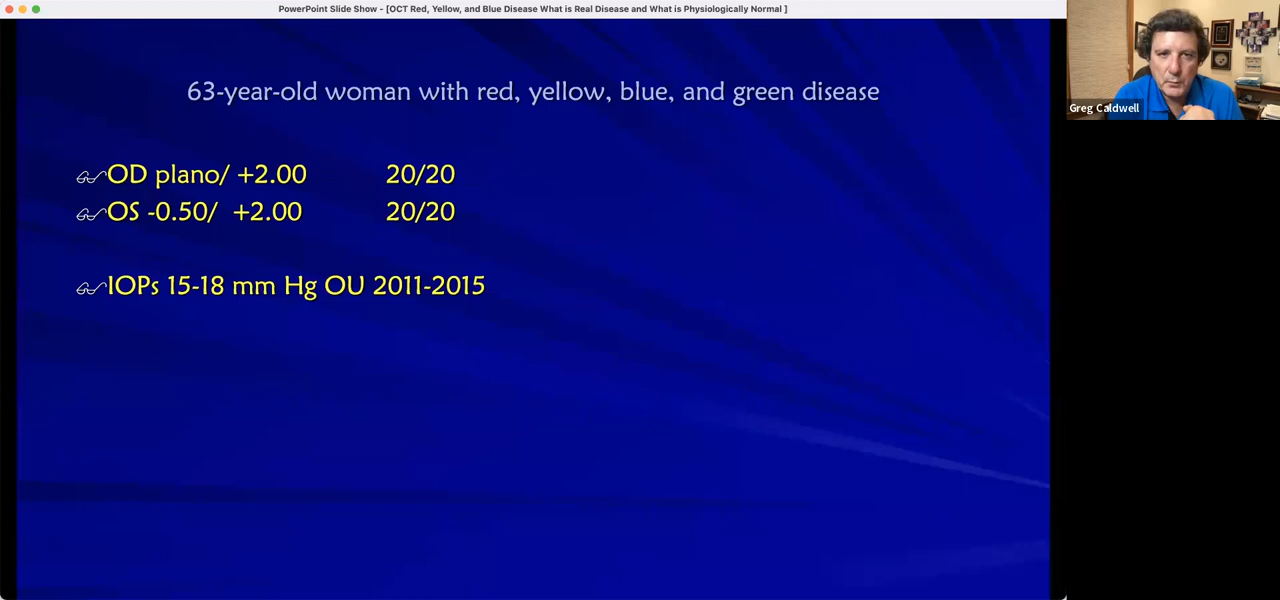 PowerPoint Slide Show - [OCT Red, Yellow, and Blue Disease What is Real Disease and What is Physiologically Normal ]
63-year-old woman with red, yellow, blue, and green disease
OD plano/ +2.00 20/20
OS -0.50/ +2.00 20/20
IOPs 15-18 mm Hg OU 2011-2015
Greg Caldwell